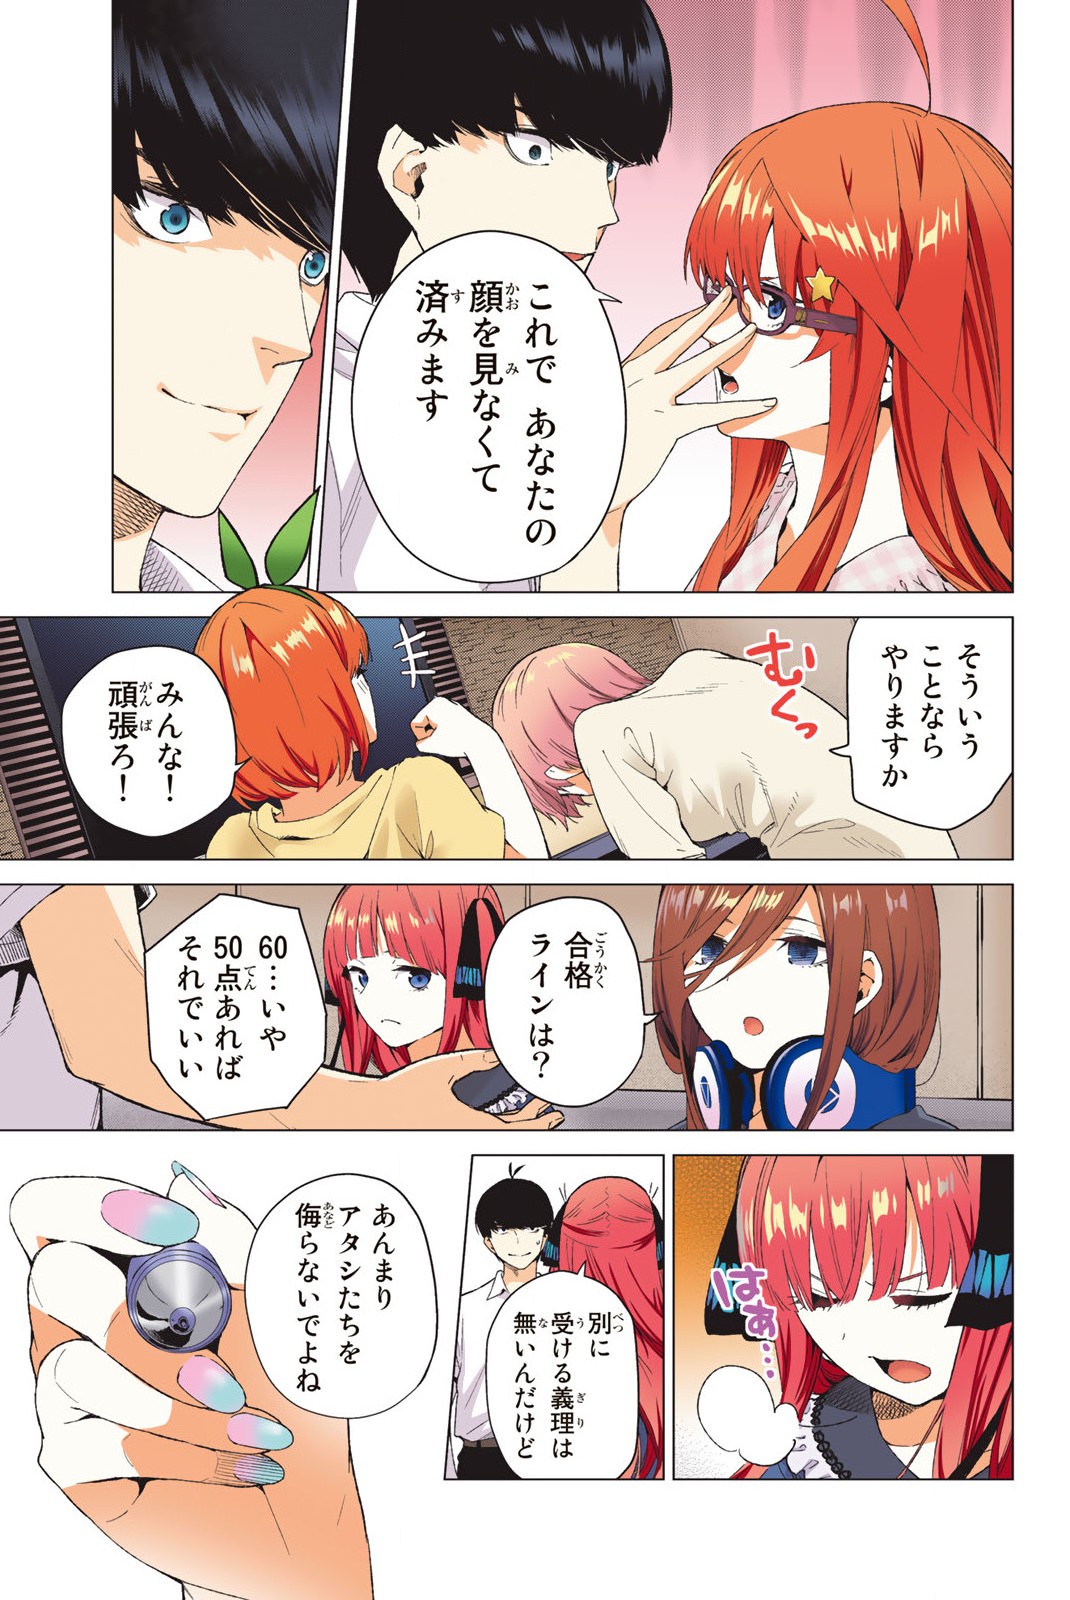 これで あなたの
顔を見なくて
済みます
そういう
ことなら
やりますか
むくっ
みんな！
頑張ろ！
合格
ラインは？
60…いや
50点あれば
それでいい
はぁ…
別に
受ける義理は
無いんだけど
あんまり
アタシたちを
侮らないでよね